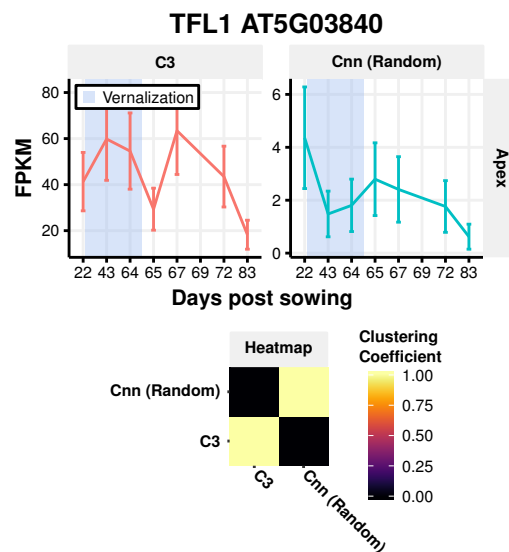 TFL1 AT5G03840
C3
Cnn (Random)
Vernalization
80
60
40
20
6
4
2
0
FPKM
Apex
22 43 64 65 67 69 72 83
22 43 64 65 67 69 72 83
Days post sowing
Heatmap
Clustering
Coefficient
Cnn (Random)
C3
C3
Cnn (Random)
1.00
0.75
0.50
0.25
0.00